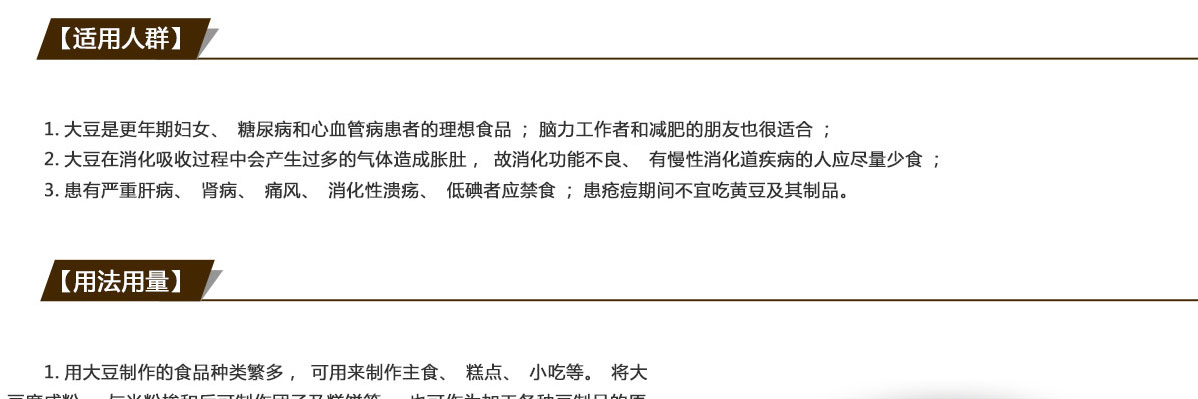 【适用人群】
1. 大豆是更年期妇女、 糖尿病和心血管病患者的理想食品 ；脑力工作者和减肥的朋友也很适合 ；
2. 大豆在消化吸收过程中会产生过多的气体造成胀肚， 故消化功能不良、 有慢性消化道疾病的人应尽量少食 ；
3. 患有严重肝病、 肾病、 痛风、 消化性溃疡、 低碘者应禁食 ；患疮痘期间不宜吃黄豆及其制品。
【用法用量】
1. 用大豆制作的食品种类繁多， 可用来制作主食、 糕点、 小吃等。 将大